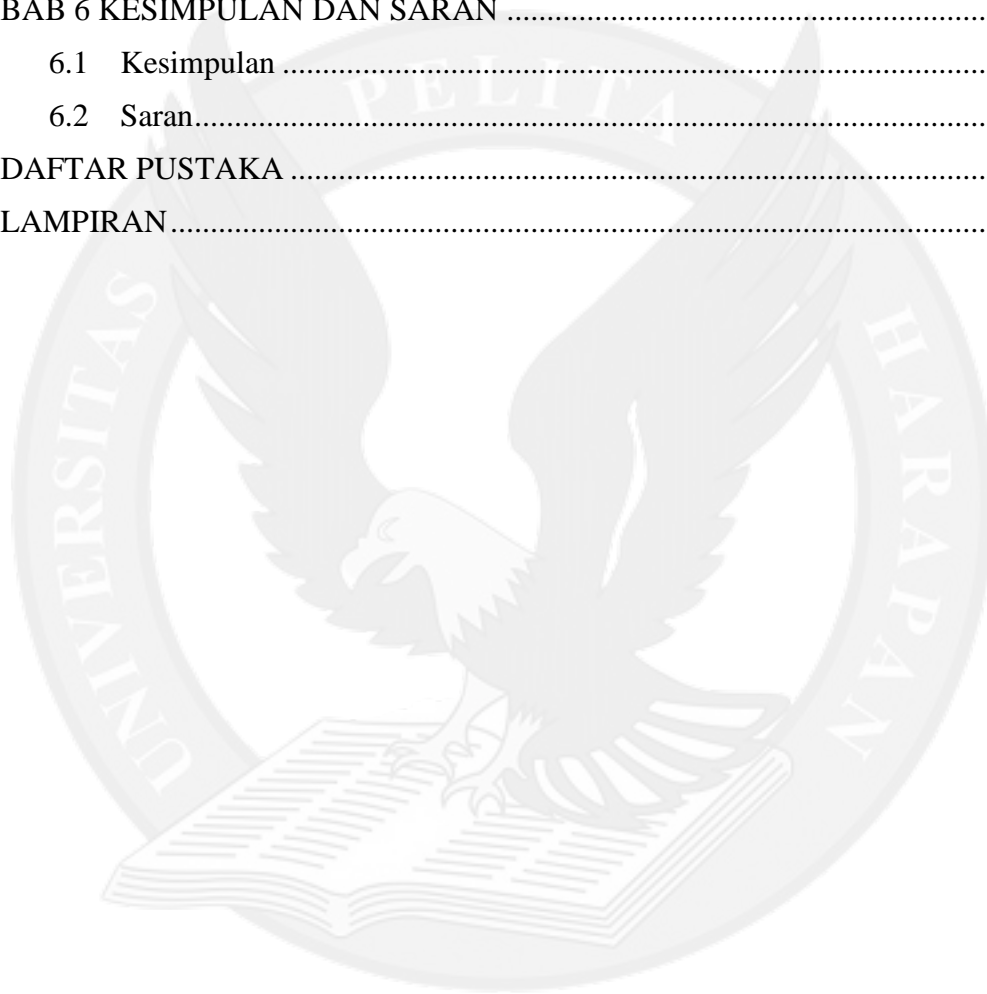 BAB 6 KESIMPULAN DAN SARAN ..........................................................
6.1 Kesimpulan ......................................................................................
6.2 Saran.................................................................................................
DAFTAR PUSTAKA .....................................................................................
LAMPIRAN....................................................................................................
UNIVERSITAS PELITA HARAPAN